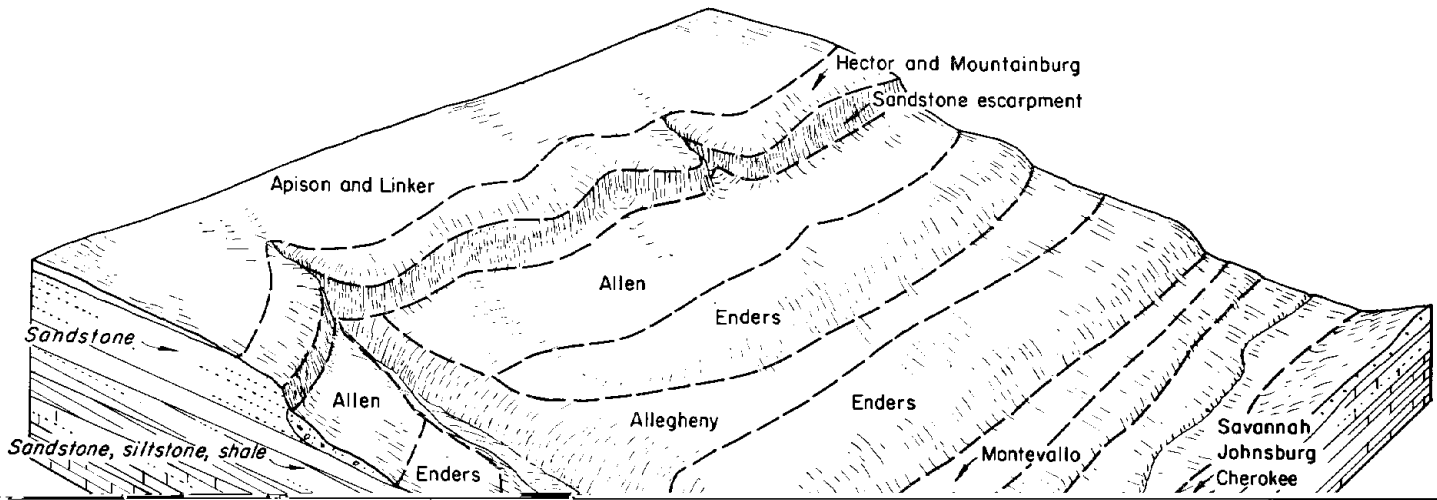 Hector and Mountainburg
Sandstone escarpment
Apison and Linker
Allen
Enders
Sandstone
Allen
Enders
Allegheny
Savannah
Johnsburg
Cherokee
Sandstone, siltstone, shale
Montevallo
Enders